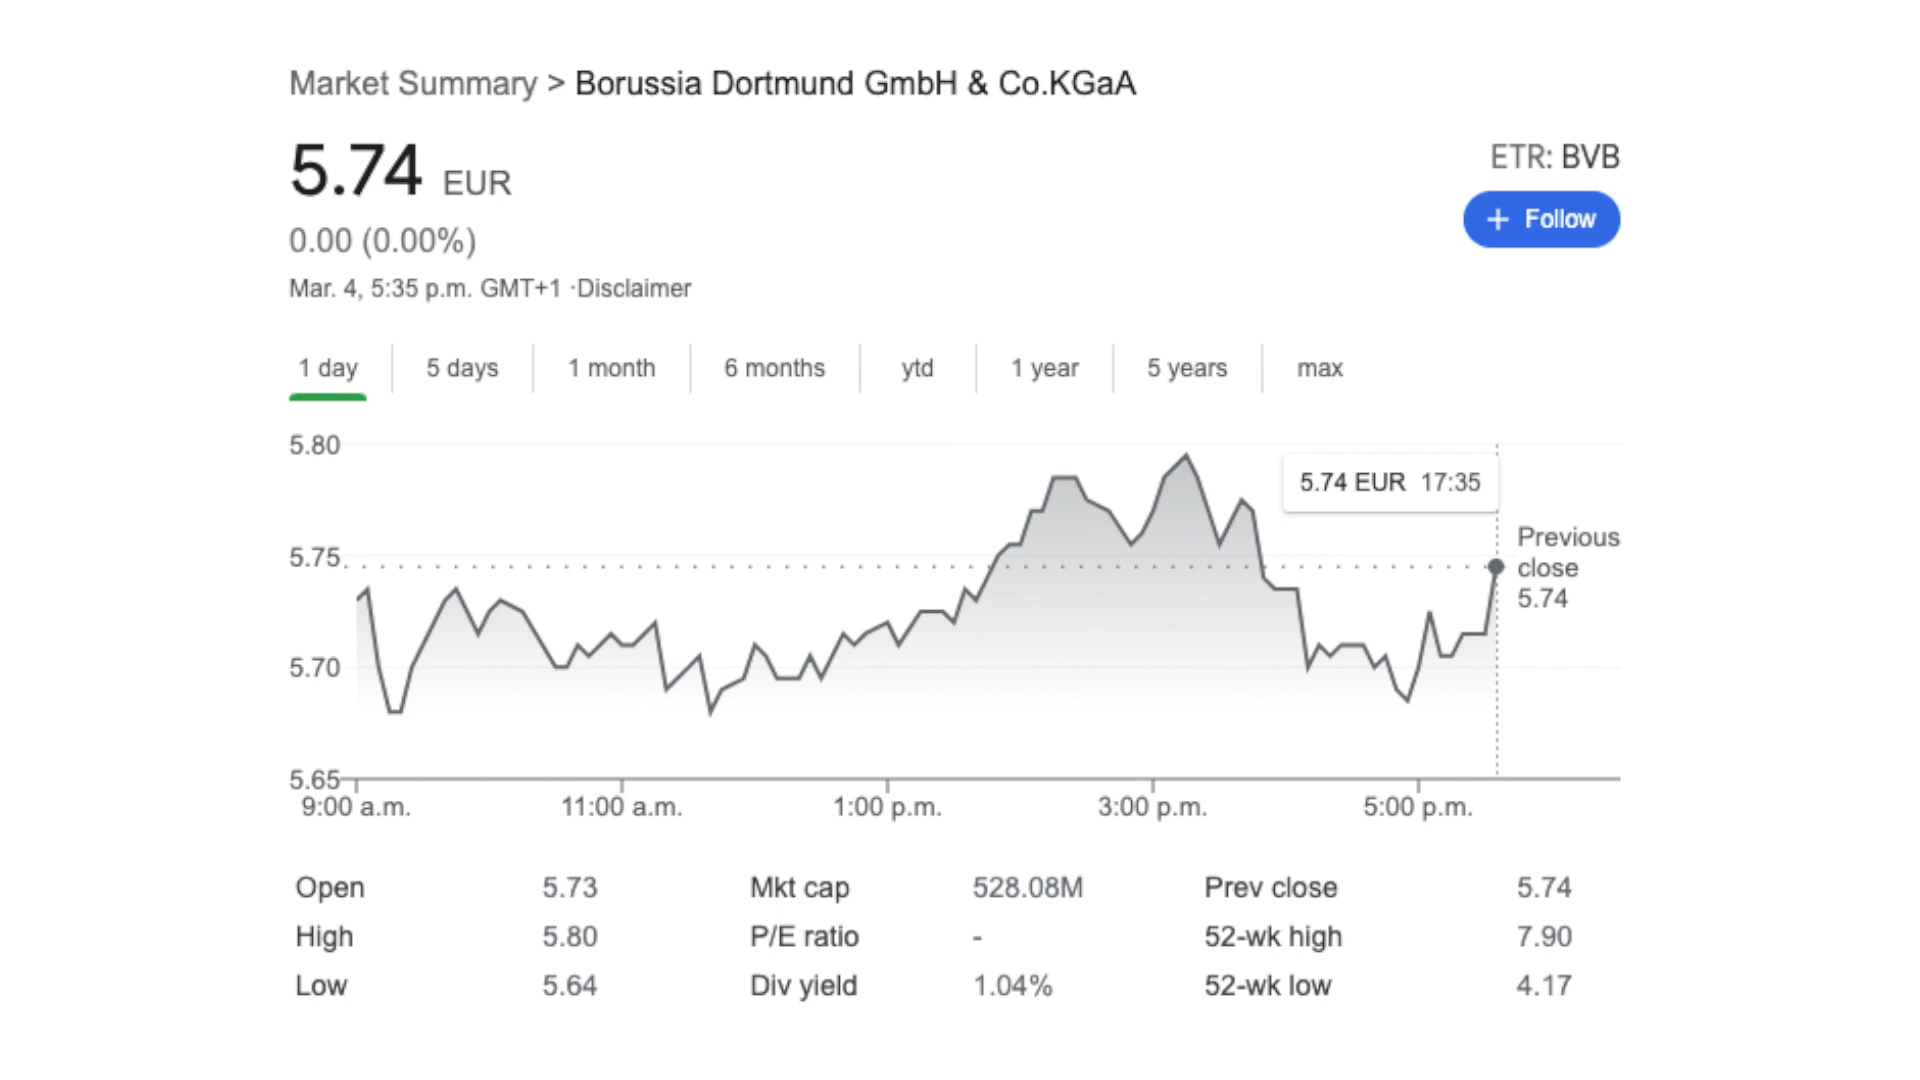 Market Summary > Borussia Dortmund GmbH & Co.KGaA
5.74 EUR
ETR: BVB
+ Follow
0.00 (0.00%)
Mar. 4, 5:35 p.m. GMT+1 ·Disclaimer
1 day 5 days 1 month 6 months ytd 1 year 5 years max
5.80
5.74 EUR 17:35
Previous
close
5.74
5.75
5.70
5.65
9:00 a.m. 11:00 a.m. 1:00 p.m. 3:00 p.m. 5:00 p.m.
Open 5.73 Mkt cap 528.08M Prev close 5.74
High 5.80 P/E ratio - 52-wk high 7.90
Low 5.64 Div yield 1.04% 52-wk low 4.17